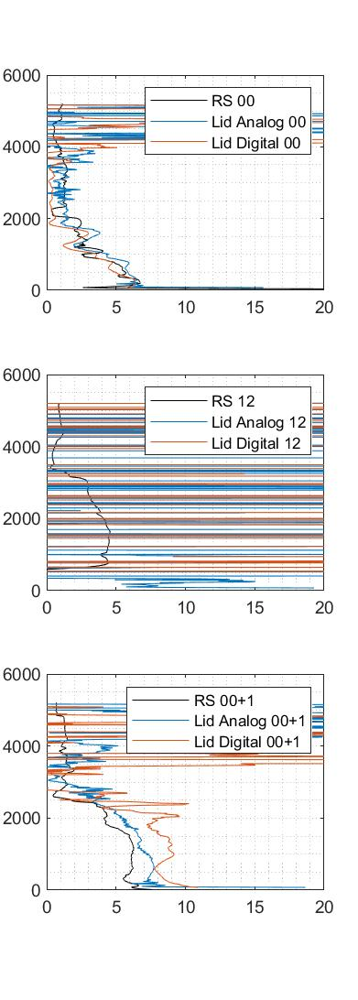 6000
RS 00
Lid Analog 00
Lid Digital 00
4000
2000
0
0 5 10 15 20
6000
RS 12
Lid Analog 12
Lid Digital 12
4000
2000
0
0 5 10 15 20
6000
RS 00+1
Lid Analog 00+1
Lid Digital 00+1
4000
2000
0
0 5 10 15 20